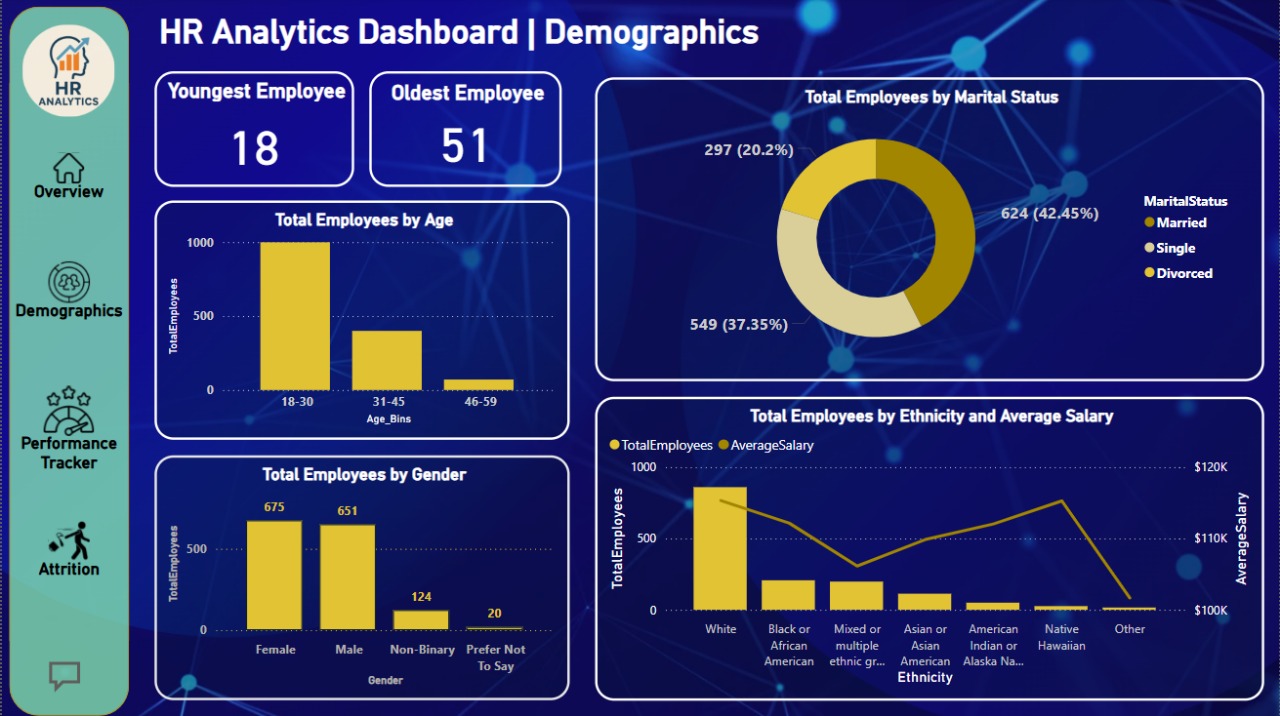 HR Analytics Dashboard | Demographics
HR
ANALYTICS
Overview
Demographics
Performance
Tracker
Attrition
Youngest Employee
18
Oldest Employee
51
Total Employees by Age
TotalEmployees
1000
500
0
18-30
31-45
46-59
Age_Bins
Total Employees by Gender
TotalEmployees
500
0
675
651
124
20
Female
Male
Non-Binary
Prefer Not
To Say
Gender
Total Employees by Marital Status
297 (20.2%)
624 (42.45%)
549 (37.35%)
MaritalStatus
Married
Single
Divorced
Total Employees by Ethnicity and Average Salary
TotalEmployees
AverageSalary
TotalEmployees
1000
500
0
$120K
$110K
$100K
AverageSalary
White
Black or
African
American
Mixed or
multiple
ethnic gr...
Asian or
Asian
American
American
Indian or
Alaska Na...
Native
Hawaiian
Other
Ethnicity